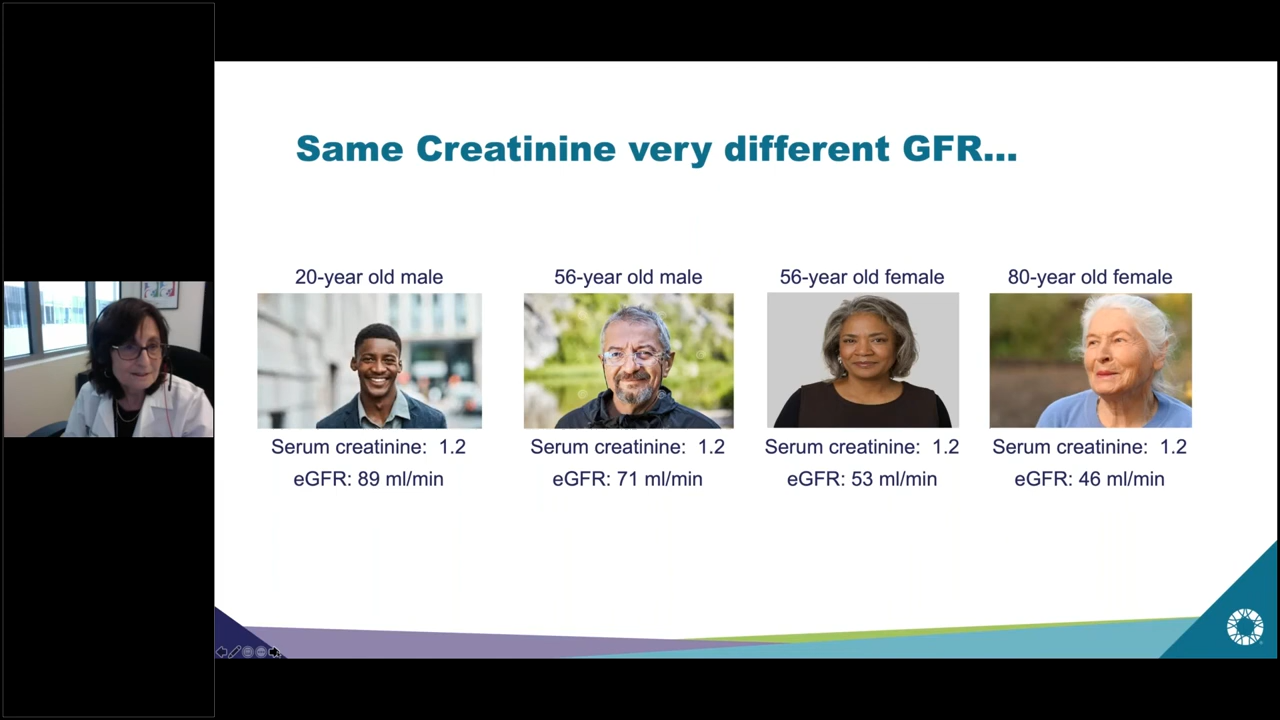 Same Creatinine very different GFR...
20-year old male
56-year old male
56-year old female
80-year old female
Serum creatinine: 1.2
eGFR: 89 ml/min
Serum creatinine: 1.2
eGFR: 71 ml/min
Serum creatinine: 1.2
eGFR: 53 ml/min
Serum creatinine: 1.2
eGFR: 46 ml/min